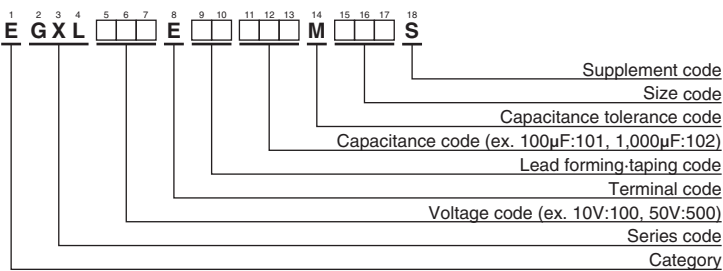 1 2 3 4 5 6 7 8 9 10 11 12 13 14 15 16 17 18
E G X L E M S
Supplement code
Size code
Capacitance tolerance code
Capacitance code (ex. 100μF:101, 1,000μF:102)
Lead forming·taping code
Terminal code
Voltage code (ex. 10V:100, 50V:500)
Series code
Category